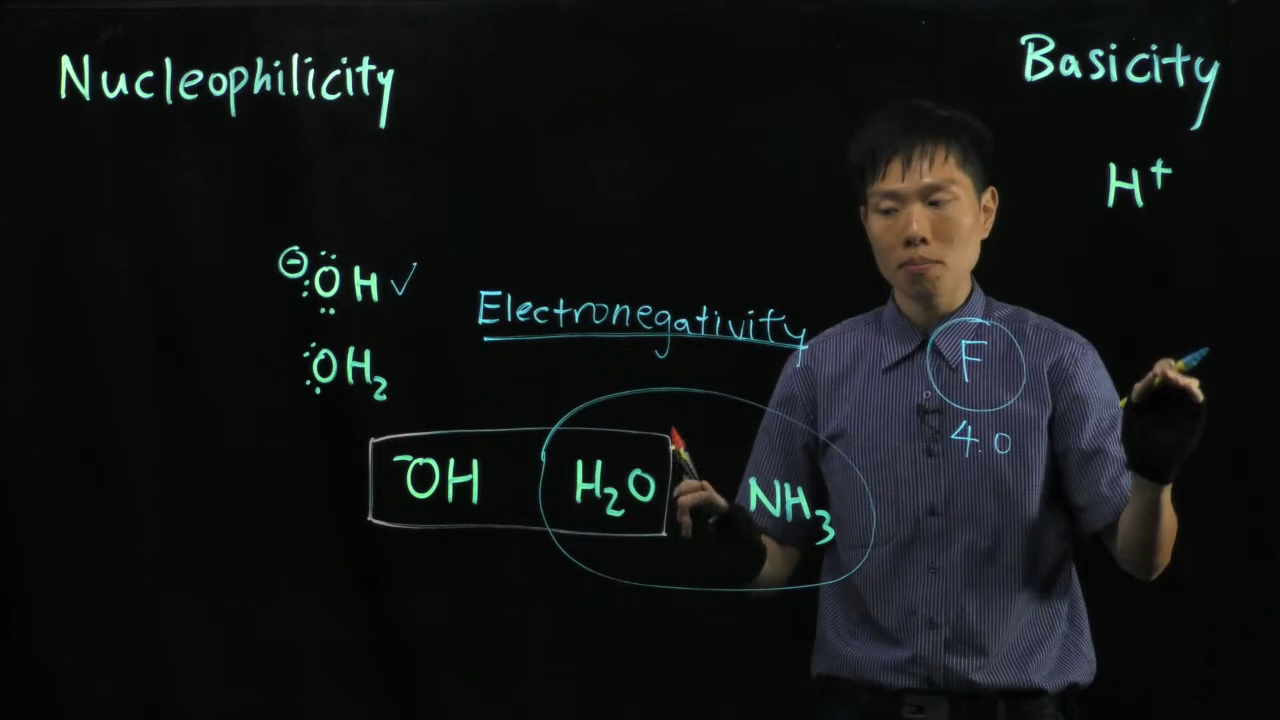 Nucleophilicity
Basicity
H⁺
⊖:ÖH ✓
:ÖH₂
Electronegativity
F
4.0
⁻OH H₂O NH₃